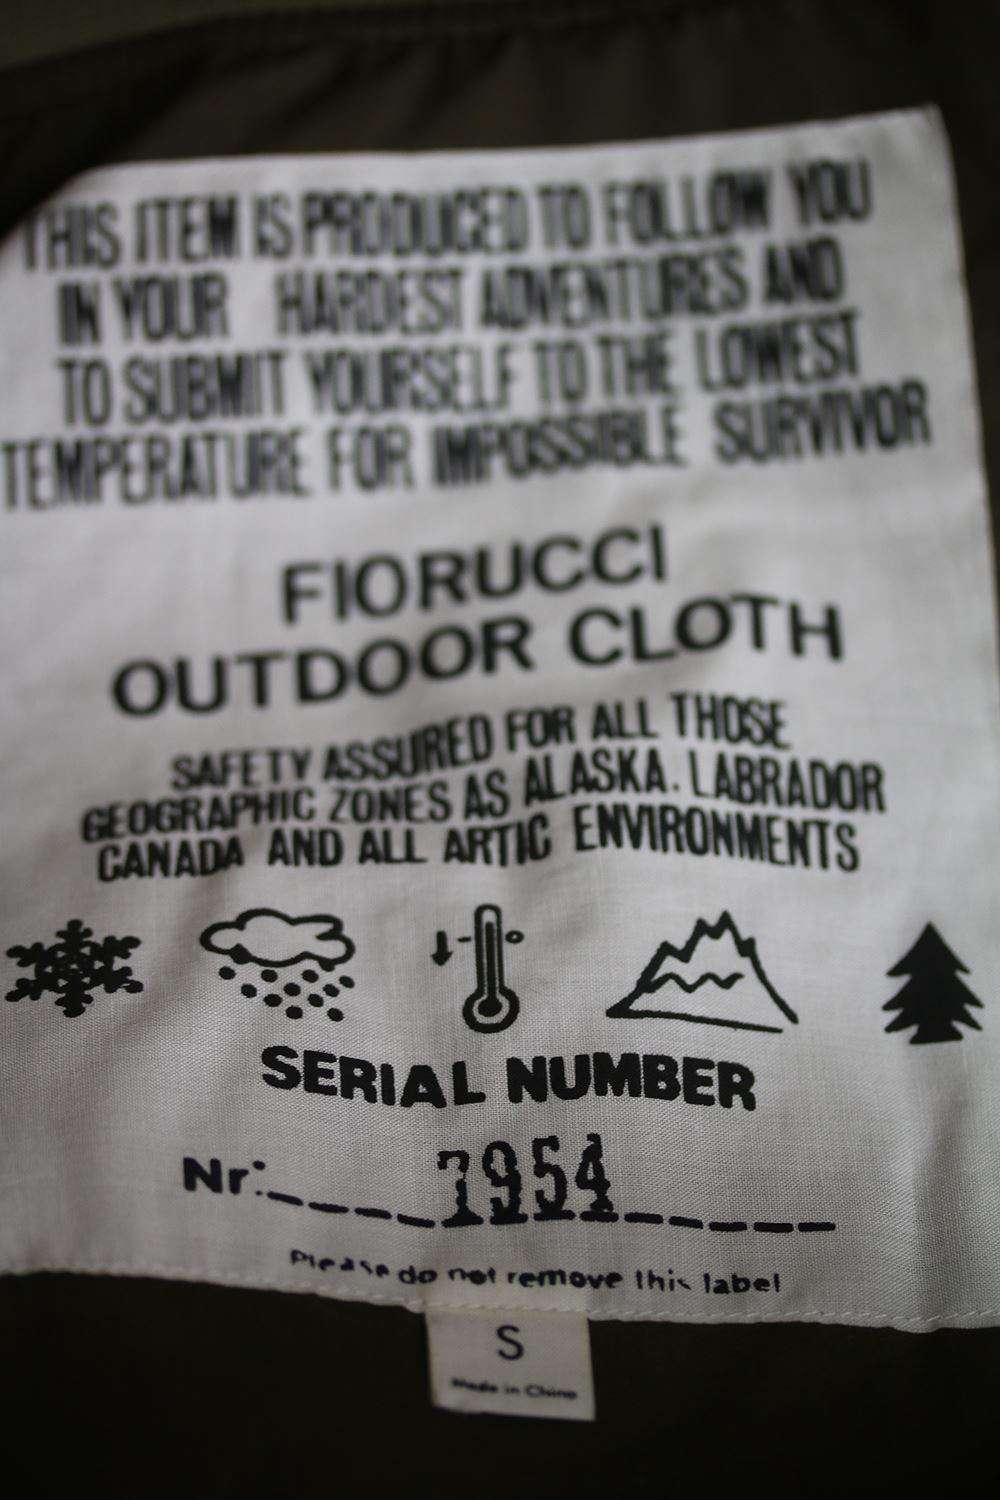 THIS ITEM IS PRODUCED TO FOLLOW YOU
IN YOUR HARDEST ADVENTURES AND
TO SUBMIT YOURSELF TO THE LOWEST
TEMPERATURE FOR IMPOSSIBLE SURVIVOR
FIORUCCI
OUTDOOR CLOTH
SAFETY ASSURED FOR ALL THOSE
GEOGRAPHIC ZONES AS ALASKA. LABRADOR
CANADA AND ALL ARTIC ENVIRONMENTS
SERIAL NUMBER
Nr: 7954
Please do not remove this label
S
Made in China